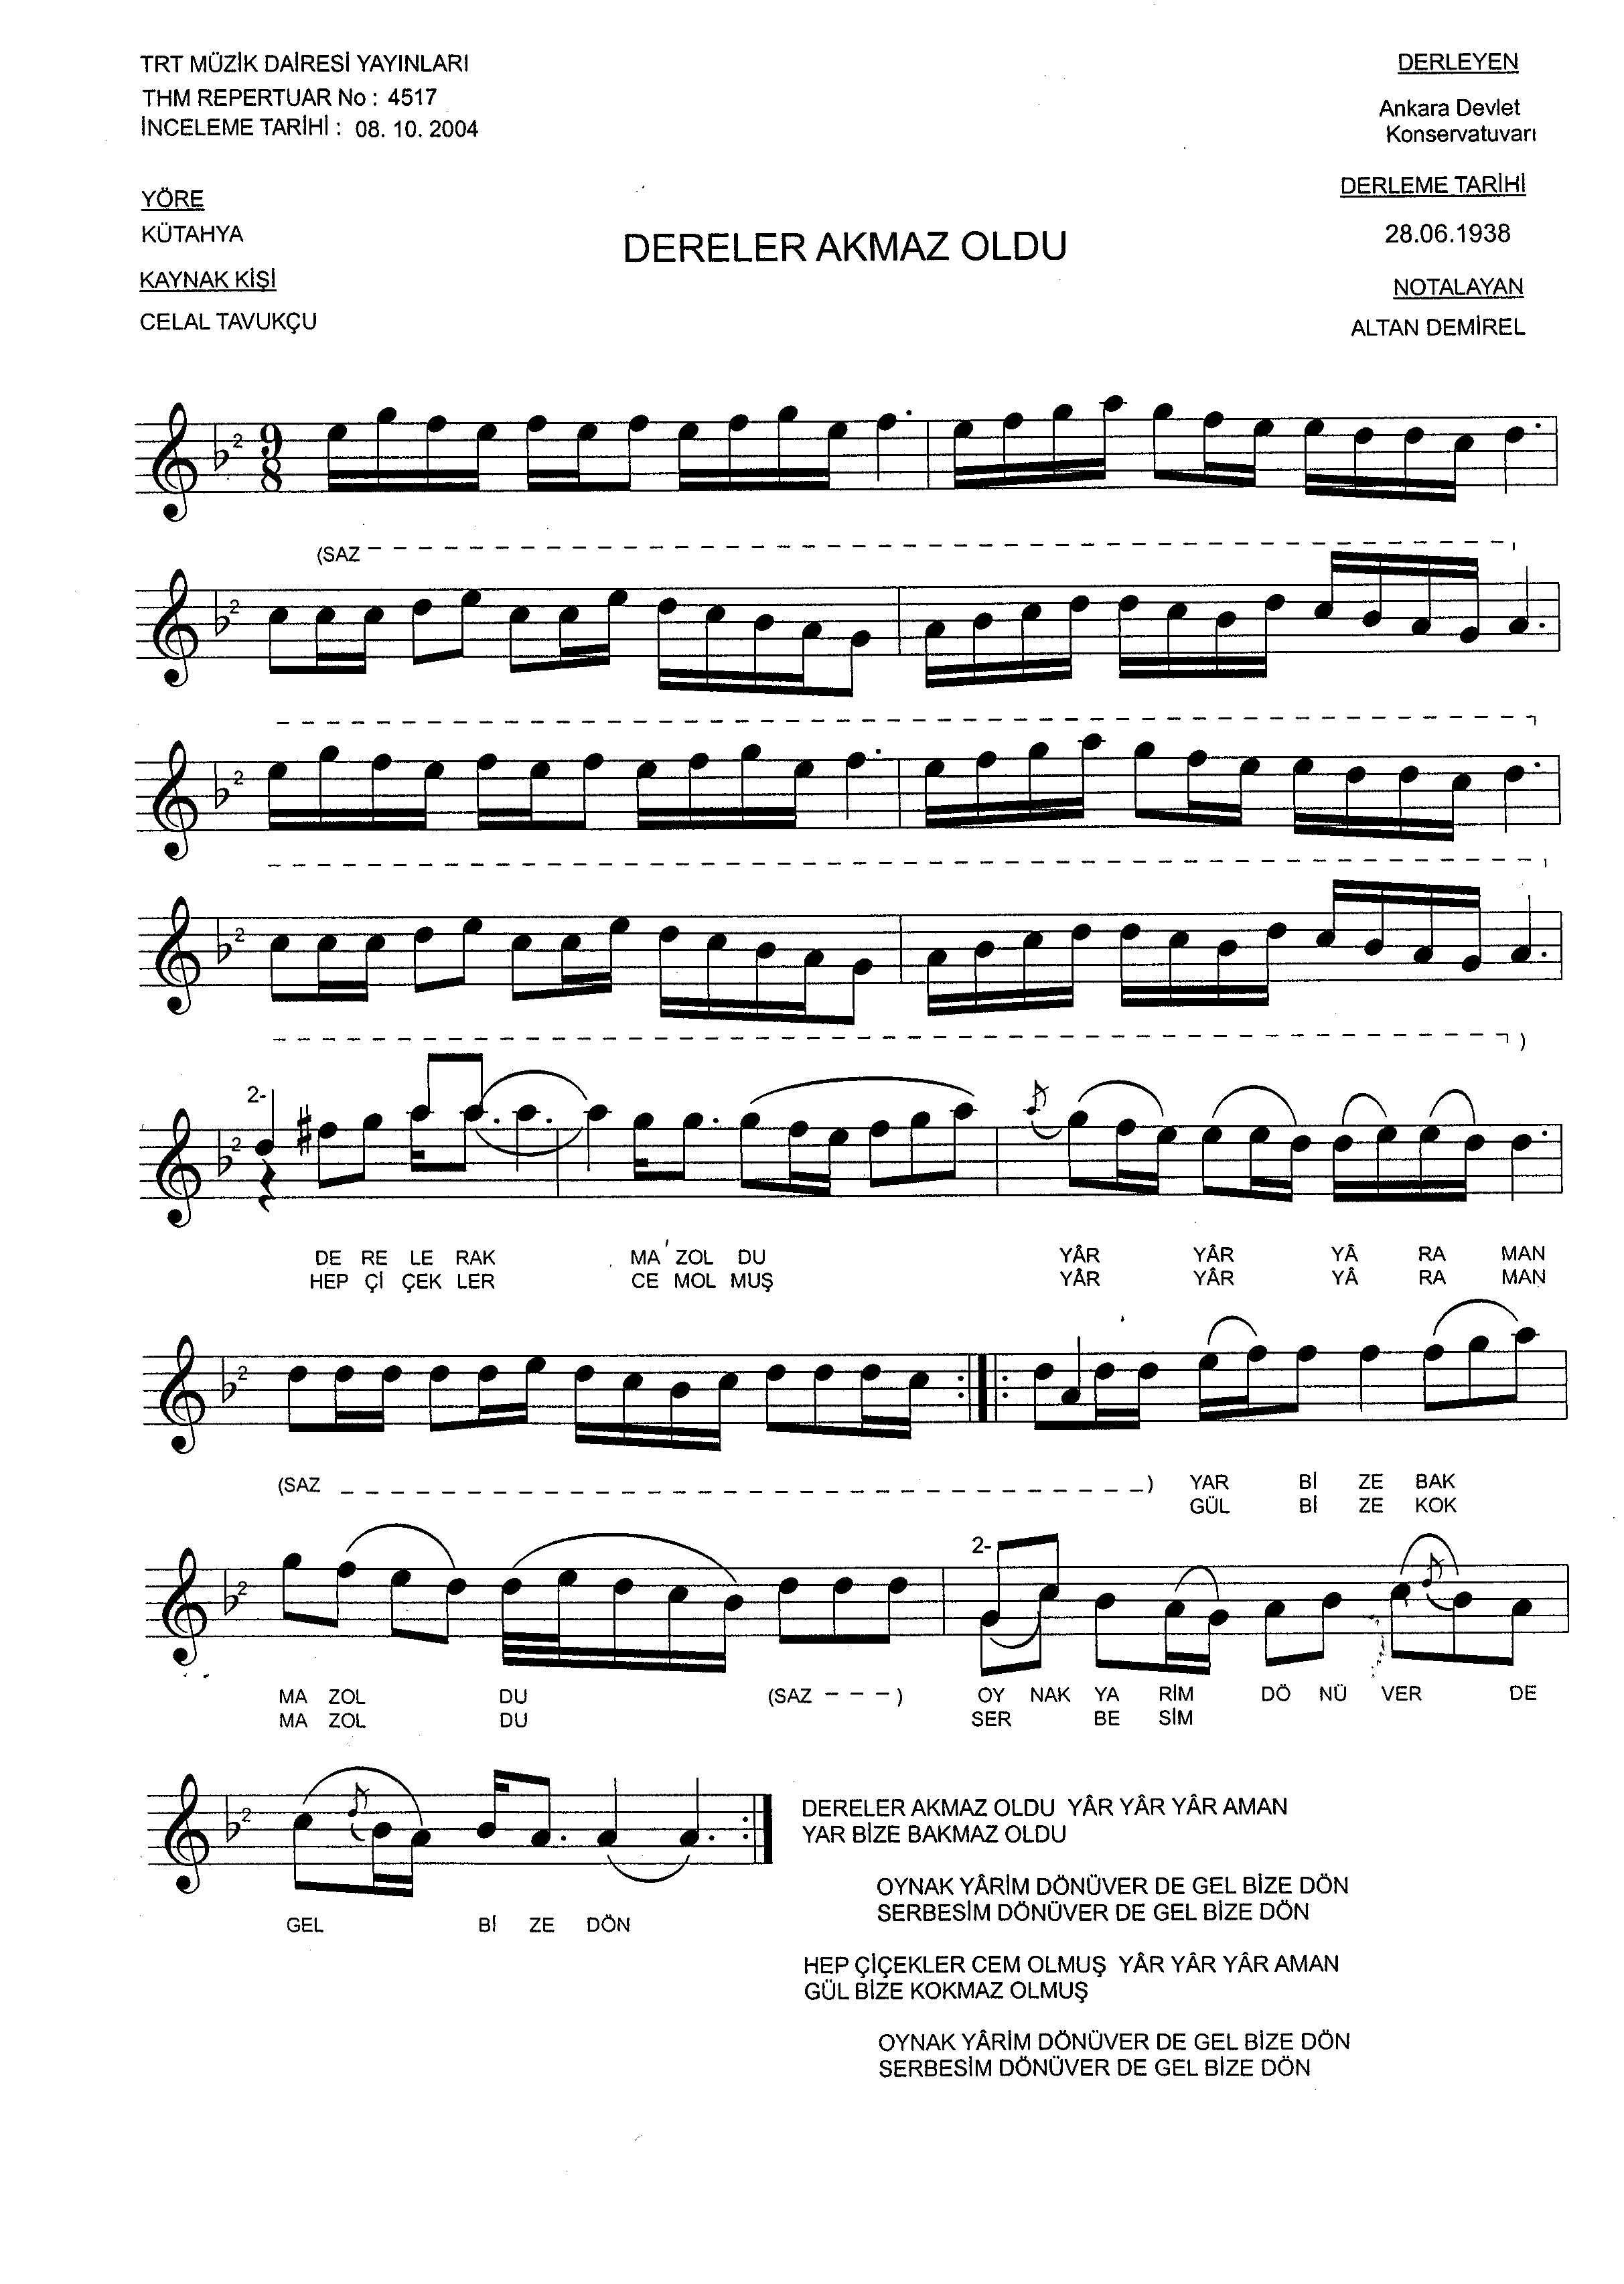 TRT MÜZİK DAİRESİ YAYINLARI
THM REPERTUAR No : 4517
İNCELEME TARİHİ : 08. 10. 2004
DERLEYEN
Ankara Devlet
Konservatuvarı
YÖRE
KÜTAHYA
KAYNAK KİŞİ
CELAL TAVUKÇU
DERELER AKMAZ OLDU
DERLEME TARİHİ
28.06.1938
NOTALAYAN
ALTAN DEMİREL
2
9
8
(SAZ
2
2
2
)
2-
2
DE RE LE RAK MA ZOL DU YÂR YÂR YÂ RA MAN
HEP Çİ ÇEK LER CE MOL MUŞ YÂR YÂR YÂ RA MAN
2
(SAZ ) YAR Bİ ZE BAK
GÜL Bİ ZE KOK
2-
2
MA ZOL DU (SAZ - - - ) OY NAK YA RİM DÖ NÜ VER DE
MA ZOL DU SER BE SİM
2
GEL Bİ ZE DÖN
DERELER AKMAZ OLDU YÂR YÂR YÂR AMAN
YAR BİZE BAKMAZ OLDU
OYNAK YÂRİM DÖNÜVER DE GEL BİZE DÖN
SERBESİM DÖNÜVER DE GEL BİZE DÖN
HEP ÇİÇEKLER CEM OLMUŞ YÂR YÂR YÂR AMAN
GÜL BİZE KOKMAZ OLMUŞ
OYNAK YÂRİM DÖNÜVER DE GEL BİZE DÖN
SERBESİM DÖNÜVER DE GEL BİZE DÖN